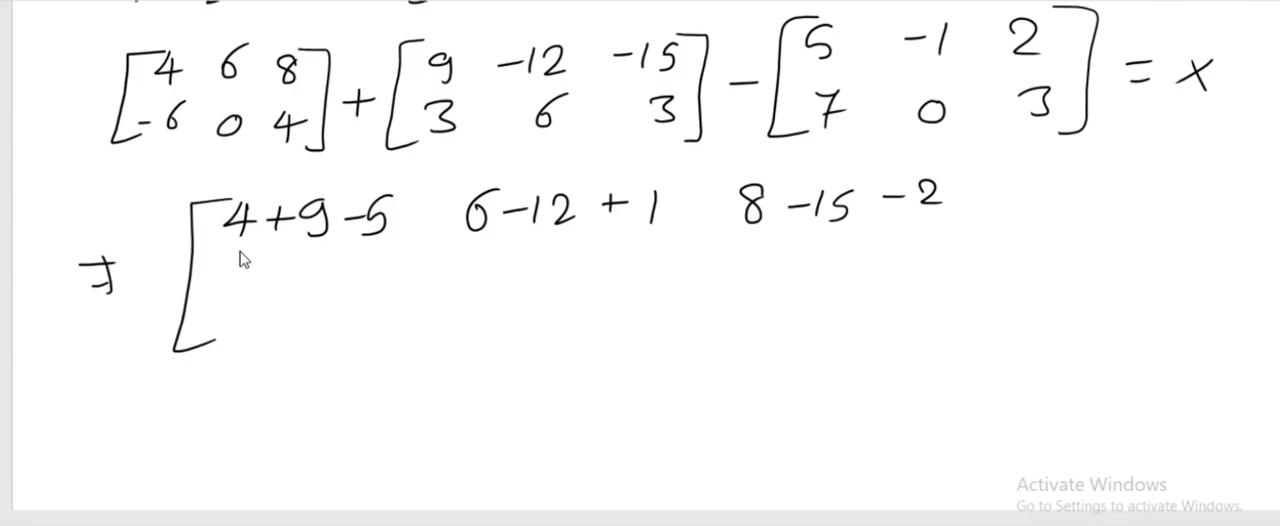 [4 6 8] + [9 -12 -15] - [5 -1 2] = x
[-6 0 4] [3 6 3] [7 0 3]
⇒ [4+9-5 6-12+1 8-15-2
Activate Windows
Go to Settings to activate Windows.